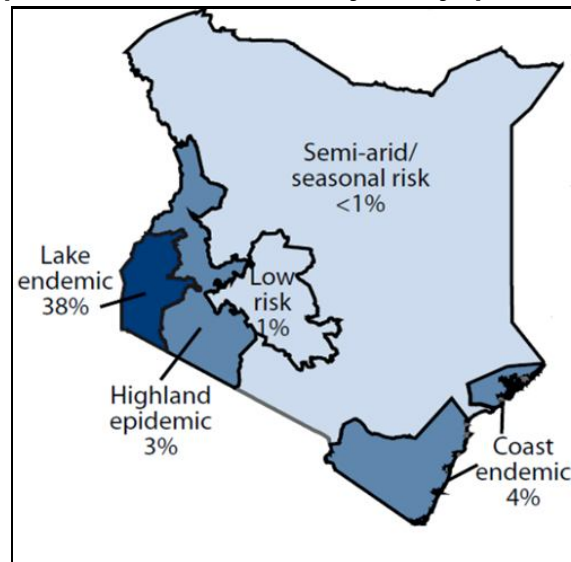 Semi-arid/
seasonal risk
<1%
Lake
endemic
38%
Low
risk
1%
Highland
epidemic
3%
Coast
endemic
4%